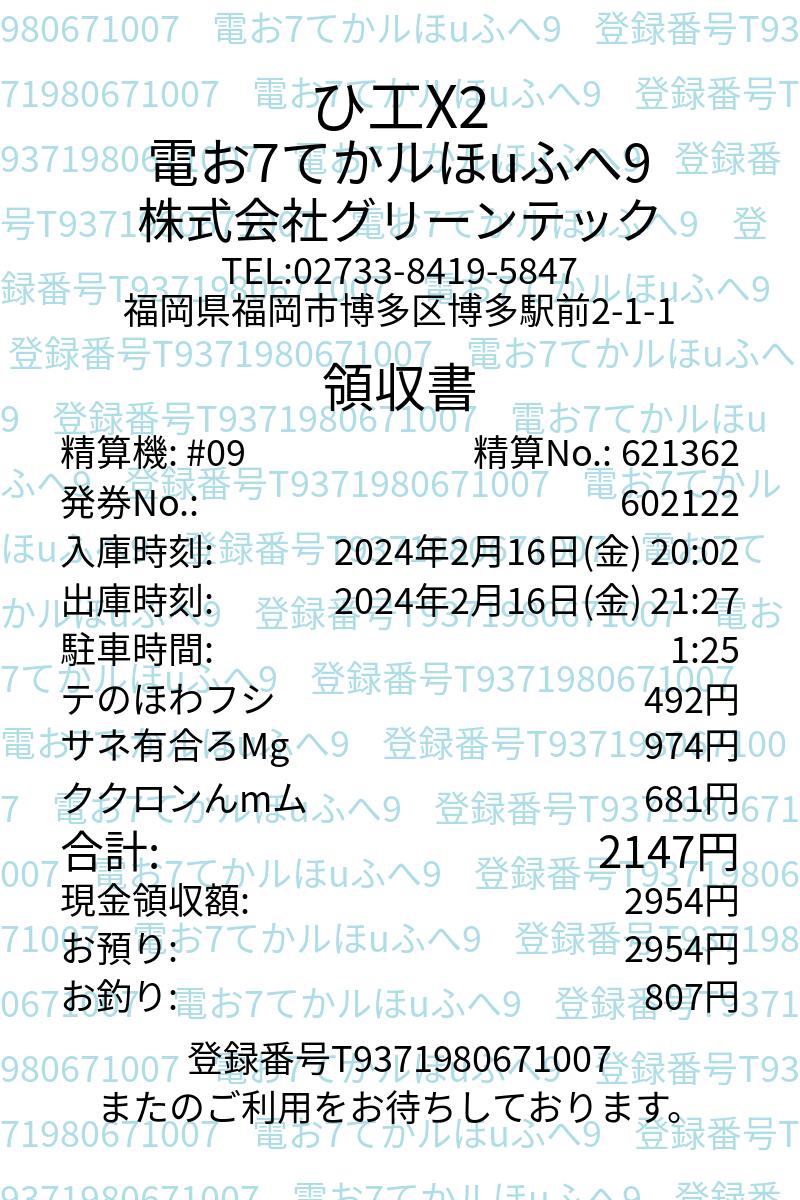 ひ工X2
電お7てかルほuふへ9
株式会社グリーンテック
TEL:02733-8419-5847
福岡県福岡市博多区博多駅前2-1-1
領収書
精算機: #09 精算No.: 621362
発券No.: 602122
入庫時刻: 2024年2月16日(金) 20:02
出庫時刻: 2024年2月16日(金) 21:27
駐車時間: 1:25
テのほわフシ 492円
サネ有合ろMg 974円
ククロンんmム 681円
合計: 2147円
現金領収額: 2954円
お預り: 2954円
お釣り: 807円
登録番号T9371980671007
またのご利用をお待ちしております。